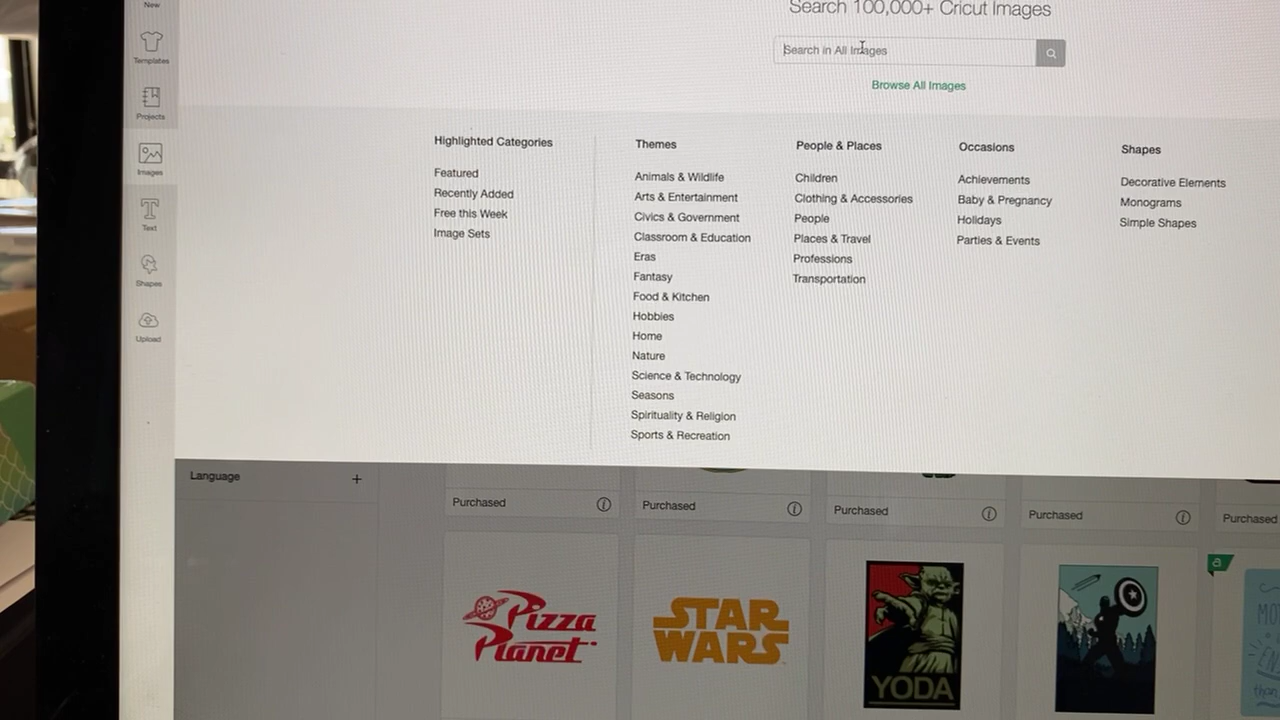 New
Templates
Projects
Images
Text
Shapes
Upload
Search 100,000+ Cricut Images
Search in All Images
Browse All Images
Highlighted Categories
Featured
Recently Added
Free this Week
Image Sets
Themes
Animals & Wildlife
Arts & Entertainment
Civics & Government
Classroom & Education
Eras
Fantasy
Food & Kitchen
Hobbies
Home
Nature
Science & Technology
Seasons
Spirituality & Religion
Sports & Recreation
People & Places
Children
Clothing & Accessories
People
Places & Travel
Professions
Transportation
Occasions
Achievements
Baby & Pregnancy
Holidays
Parties & Events
Shapes
Decorative Elements
Monograms
Simple Shapes
Language +
Purchased
Purchased
Purchased
Purchased
Purchased
Pizza
Planet
STAR
WARS
YODA
a
than